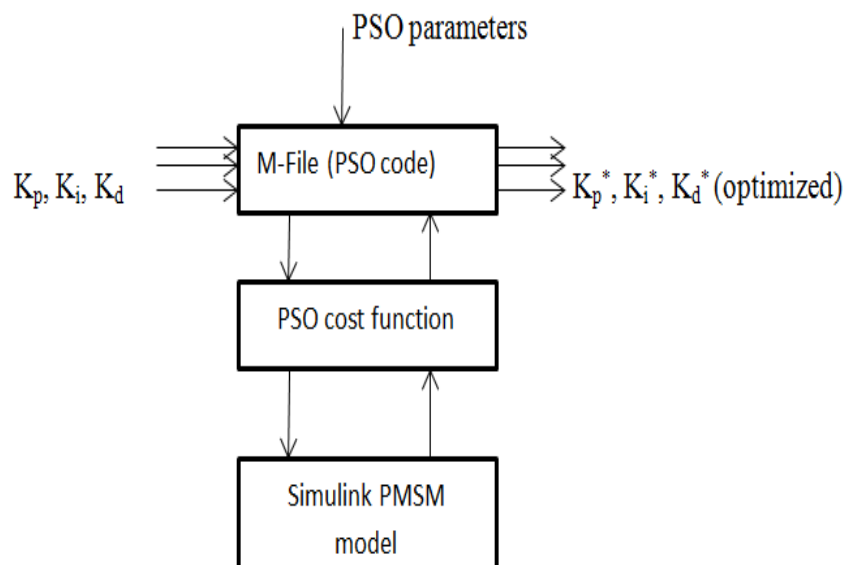 PSO parameters
M-File (PSO code)
Kp, Ki, Kd
Kp*, Ki*, Kd* (optimized)
PSO cost function
Simulink PMSM
model